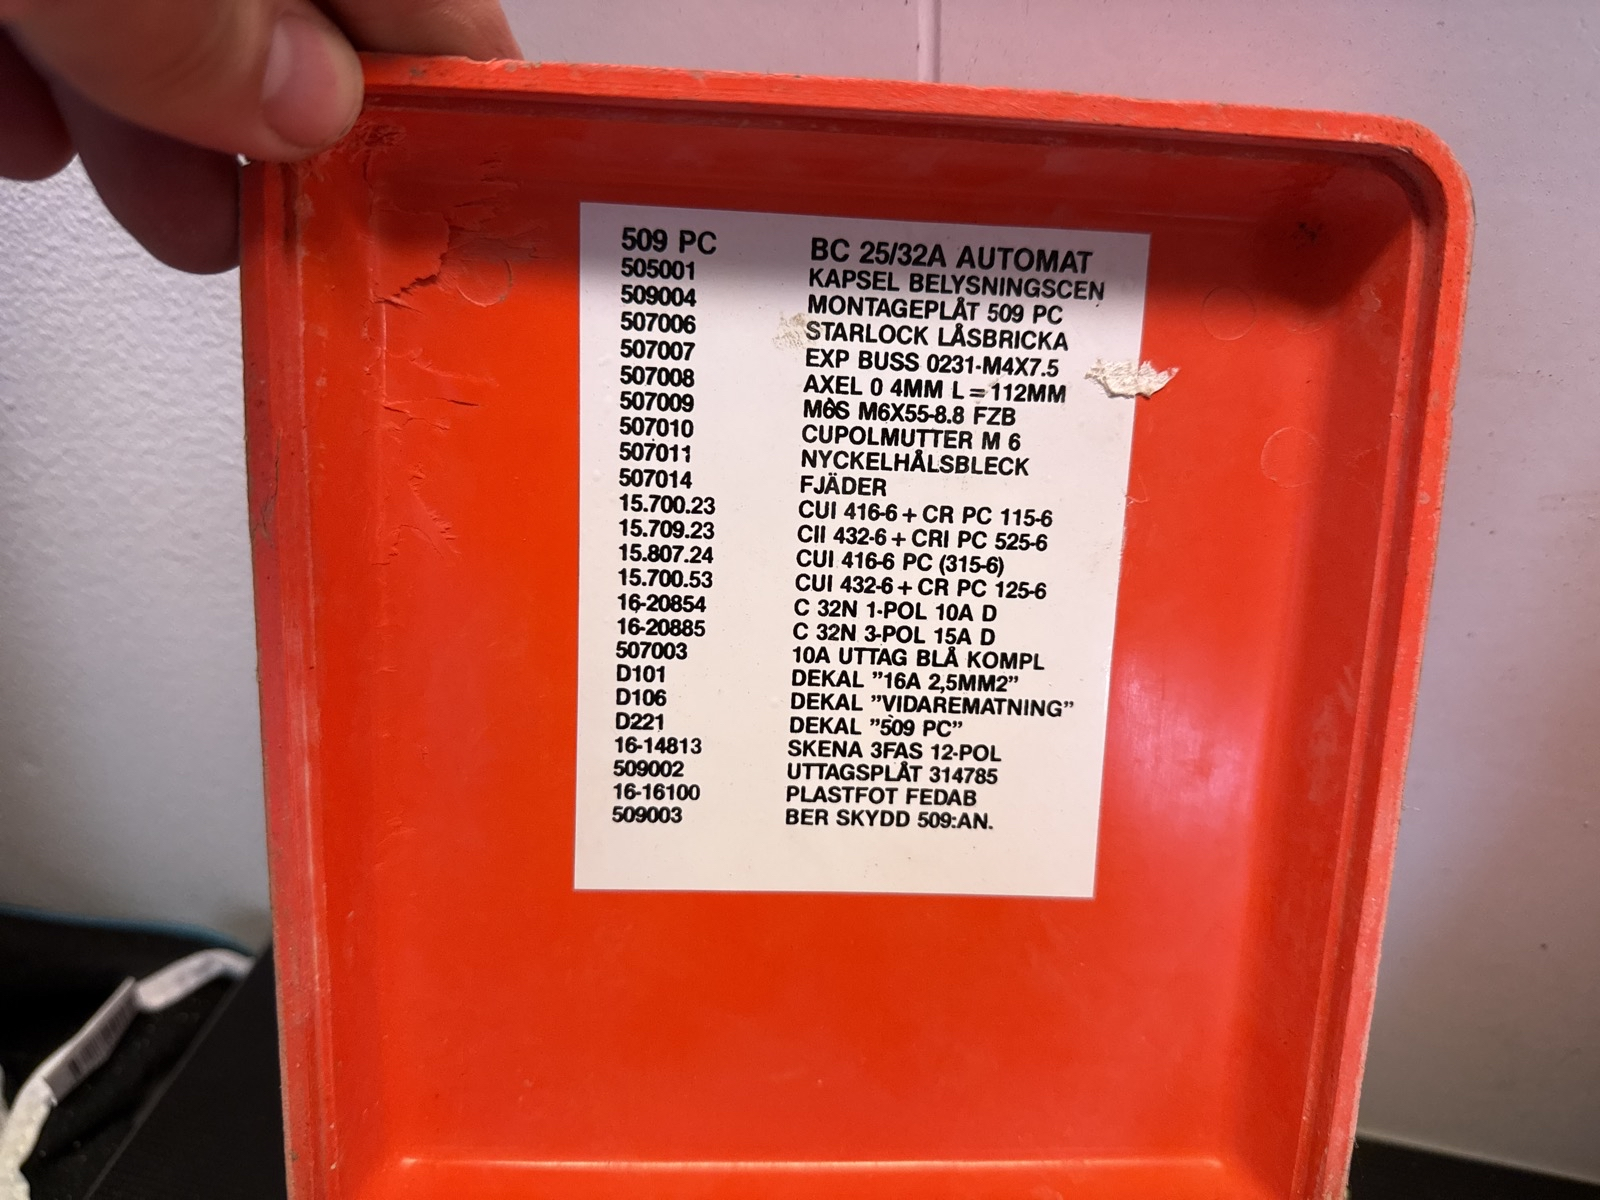 509 PC BC 25/32A AUTOMAT
505001 KAPSEL BELYSNINGSCEN
509004 MONTAGEPLÅT 509 PC
507006 STARLOCK LÅSBRICKA
507007 EXP BUSS 0231-M4X7.5
507008 AXEL 0 4MM L=112MM
507009 M6S M6X55-8.8 FZB
507010 CUPOLMUTTER M 6
507011 NYCKELHÅLSBLECK
507014 FJÄDER
15.700.23 CUI 416-6 + CR PC 115-6
15.709.23 CII 432-6 + CRI PC 525-6
15.807.24 CUI 416-6 PC (315-6)
15.700.53 CUI 432-6 + CR PC 125-6
16-20854 C 32N 1-POL 10A D
16-20885 C 32N 3-POL 15A D
507003 10A UTTAG BLÅ KOMPL
D101 DEKAL ”16A 2,5MM2”
D106 DEKAL ”VIDAREMATNING”
D221 DEKAL ”509 PC”
16-14813 SKENA 3FAS 12-POL
509002 UTTAGSPLÅT 314785
16-16100 PLASTFOT FEDAB
509003 BER SKYDD 509:AN.